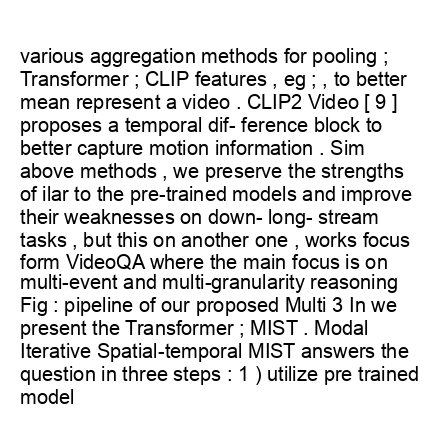 various aggregation methods for pooling ;
Transformer ; CLIP features , eg ; , to better
mean represent a video . CLIP2 Video [ 9 ]
proposes a temporal dif- ference block to
better capture motion information . Sim
above methods , we preserve the strengths
of ilar to the pre-trained models and improve
their weaknesses on down- long- stream
tasks , but this on another one , works focus
form VideoQA where the main focus is on
multi-event and multi-granularity reasoning
Fig : pipeline of our proposed Multi 3 In we
present the Transformer ; MIST . Modal
Iterative Spatial-temporal MIST answers the
question in three steps : 1 ) utilize pre trained
model